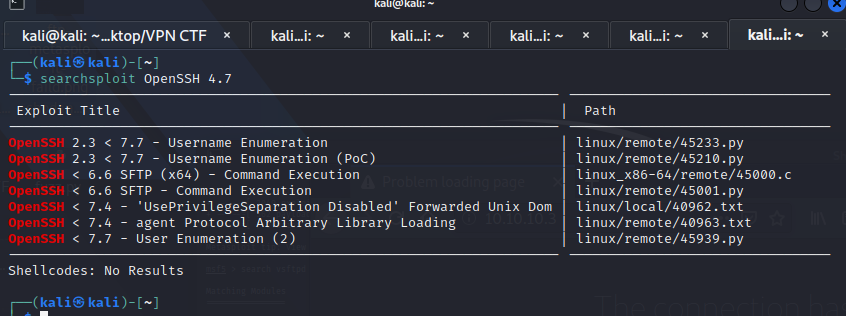 kali@kali: ~
kali@kali: ~...ktop/VPN CTF × kali...i: ~ × kali...i: ~ × kali...i: ~ × kali...i: ~ × kali...i: ~ ×
┌──(kali㉿kali)-[~]
└─$ searchsploit OpenSSH 4.7
Exploit Title | Path
OpenSSH 2.3 < 7.7 - Username Enumeration | linux/remote/45233.py
OpenSSH 2.3 < 7.7 - Username Enumeration (PoC) | linux/remote/45210.py
OpenSSH < 6.6 SFTP (x64) - Command Execution | linux_x86-64/remote/45000.c
OpenSSH < 6.6 SFTP - Command Execution | linux/remote/45001.py
OpenSSH < 7.4 - 'UsePrivilegeSeparation Disabled' Forwarded Unix Dom | linux/local/40962.txt
OpenSSH < 7.4 - agent Protocol Arbitrary Library Loading | linux/remote/40963.txt
OpenSSH < 7.7 - User Enumeration (2) | linux/remote/45939.py
Shellcodes: No Results
Problem loading page ×
10.10.10.3
The connection ha
┌──(kali㉿kali)-[~]
└─$